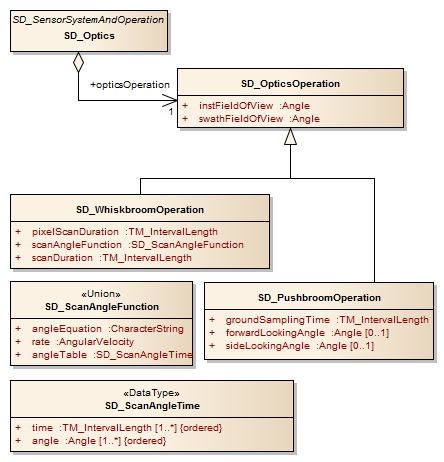 SD_SensorSystemAndOperation
SD_Optics
+opticsOperation
1
SD_OpticsOperation
+ instFieldOfView :Angle
+ swathFieldOfView :Angle
SD_WhiskbroomOperation
+ pixelScanDuration :TM_IntervalLength
+ scanAngleFunction :SD_ScanAngleFunction
+ scanDuration :TM_IntervalLength
«Union»
SD_ScanAngleFunction
+ angleEquation :CharacterString
+ rate :AngularVelocity
+ angleTable :SD_ScanAngleTime
SD_PushbroomOperation
+ groundSamplingTime :TM_IntervalLength
+ forwardLookingAngle :Angle [0..1]
+ sideLookingAngle :Angle [0..1]
«DataType»
SD_ScanAngleTime
+ time :TM_IntervalLength [1..*] {ordered}
+ angle :Angle [1..*] {ordered}